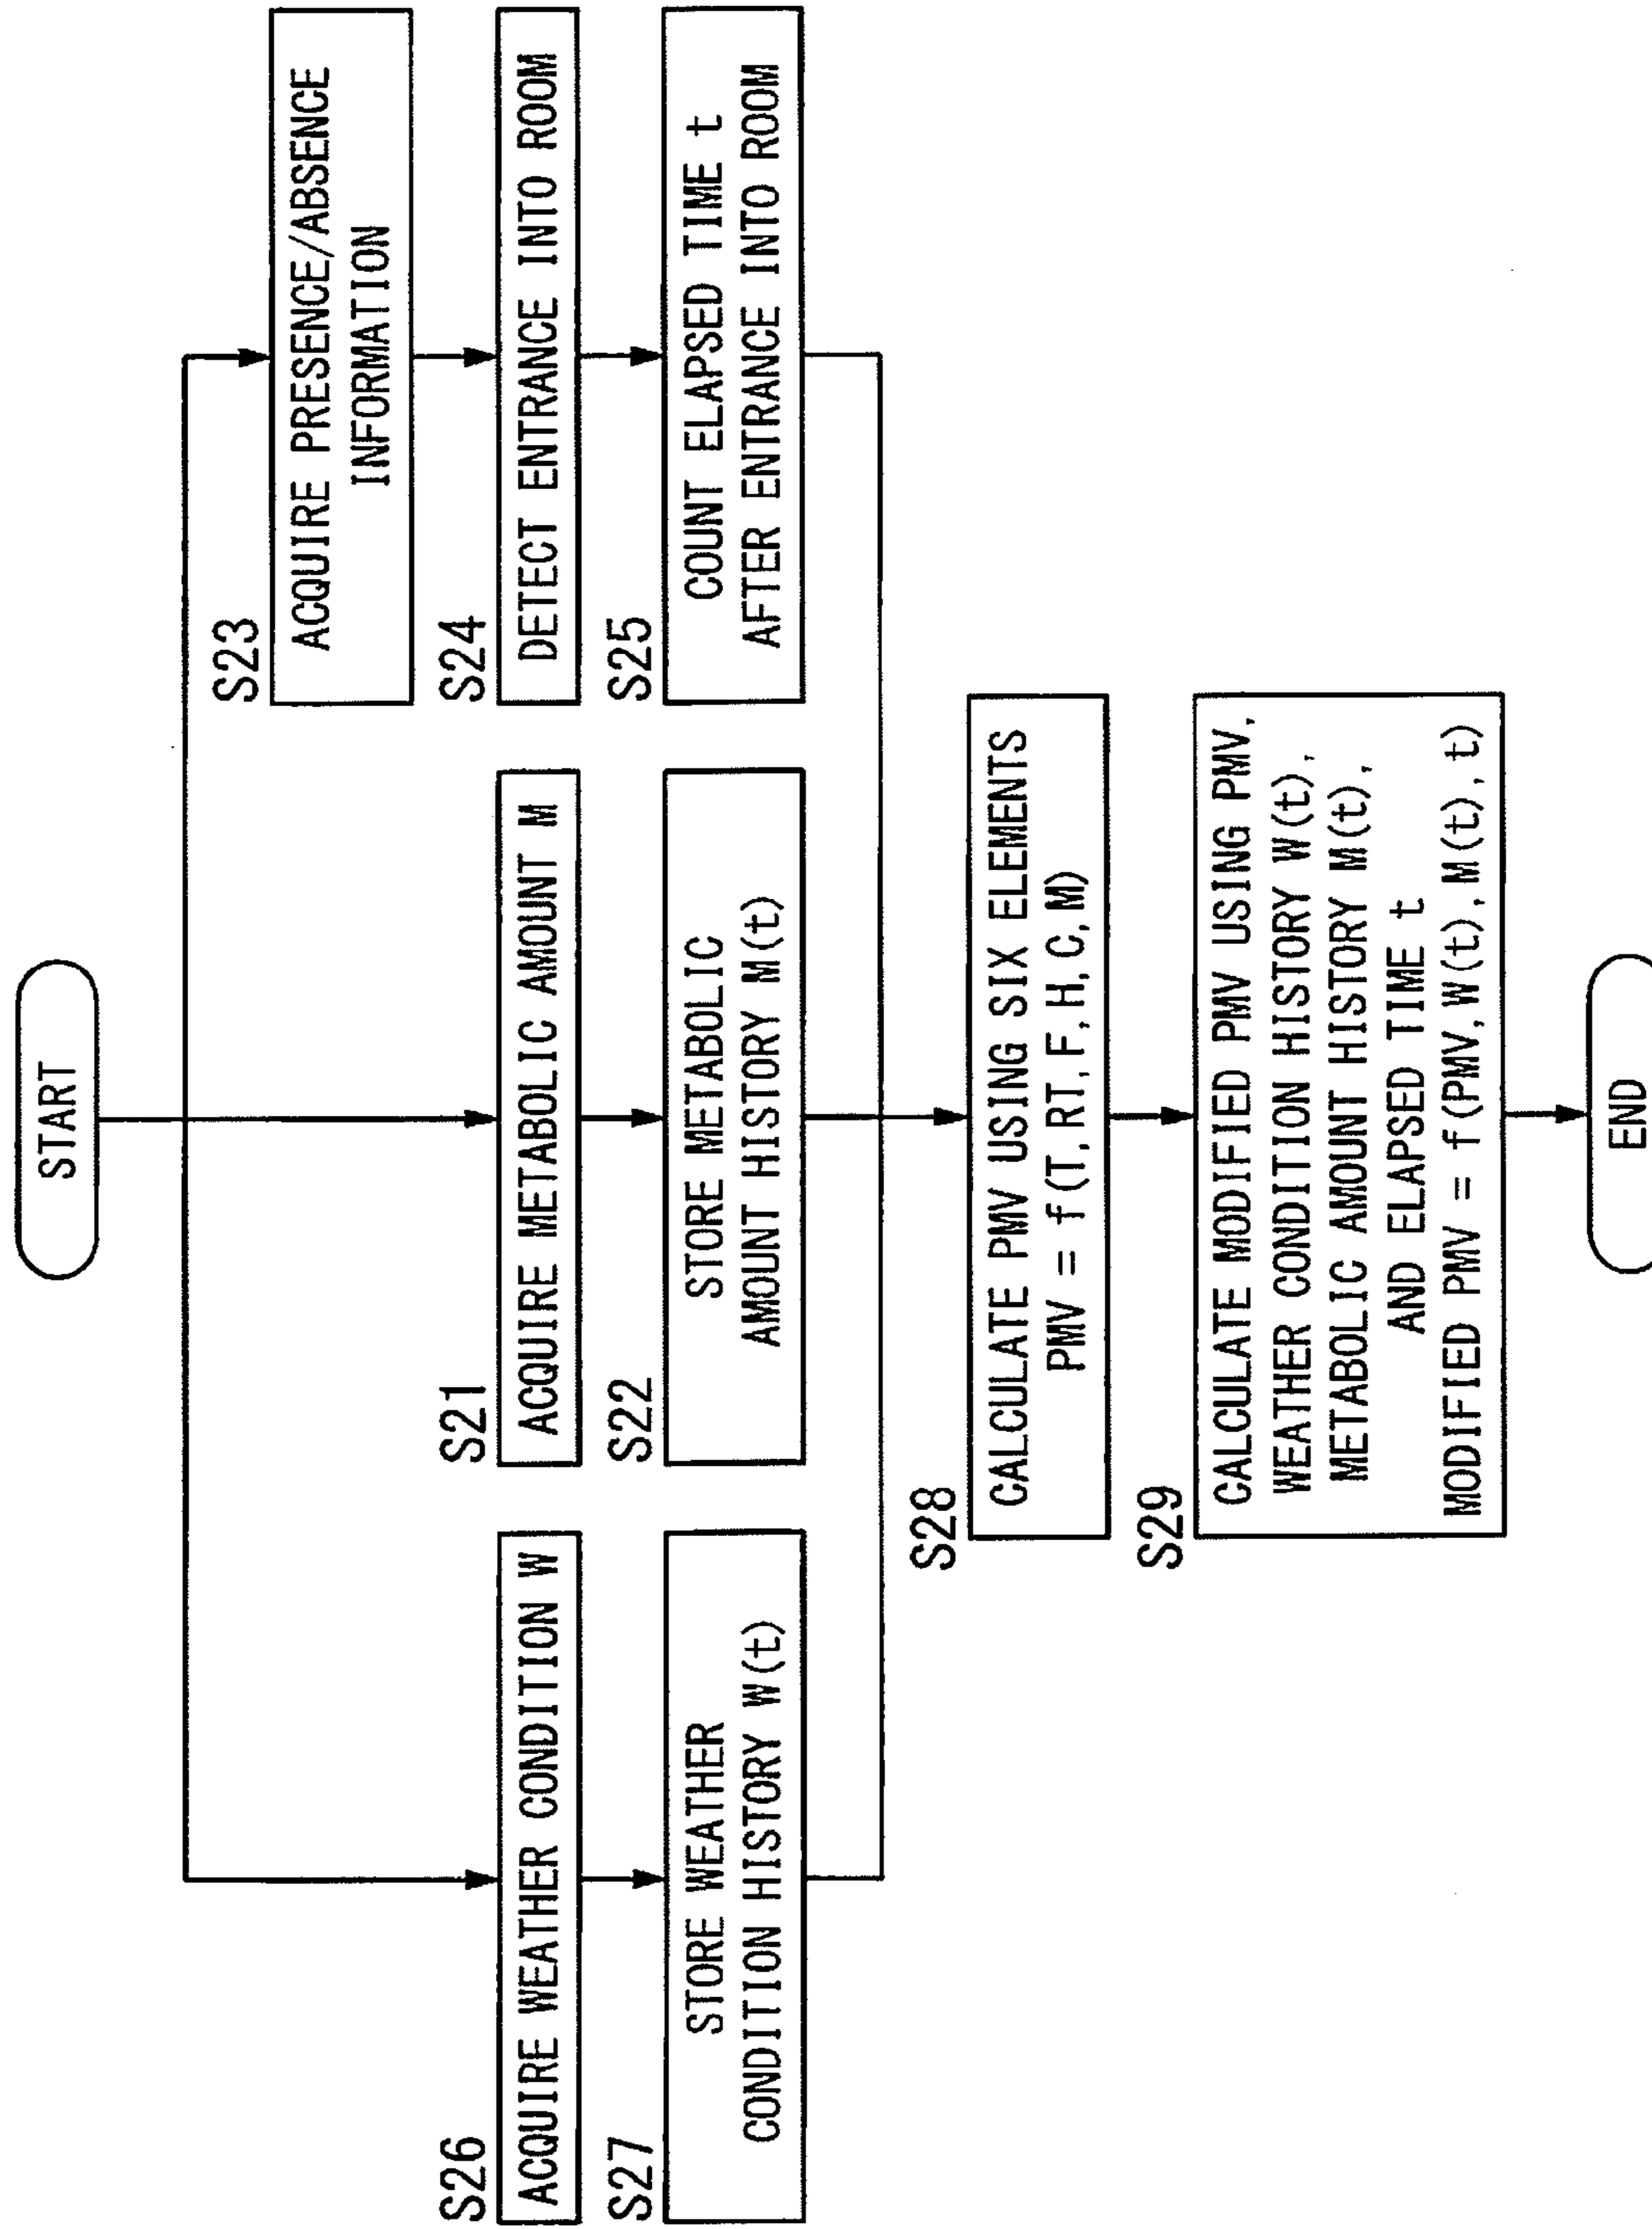 START
S26
ACQUIRE WEATHER CONDITION W
S27
STORE WEATHER
CONDITION HISTORY W(t)
S21
ACQUIRE METABOLIC AMOUNT M
S22
STORE METABOLIC
AMOUNT HISTORY M(t)
S23
ACQUIRE PRESENCE/ABSENCE
INFORMATION
S24
DETECT ENTRANCE INTO ROOM
S25
COUNT ELAPSED TIME t
AFTER ENTRANCE INTO ROOM
S28
CALCULATE PMV USING SIX ELEMENTS
PMV = f(T,RT,F,H,C,M)
S29
CALCULATE MODIFIED PMV USING PMV,
WEATHER CONDITION HISTORY W(t),
METABOLIC AMOUNT HISTORY M(t),
AND ELAPSED TIME t
MODIFIED PMV = f(PMV,W(t),M(t),t)
END